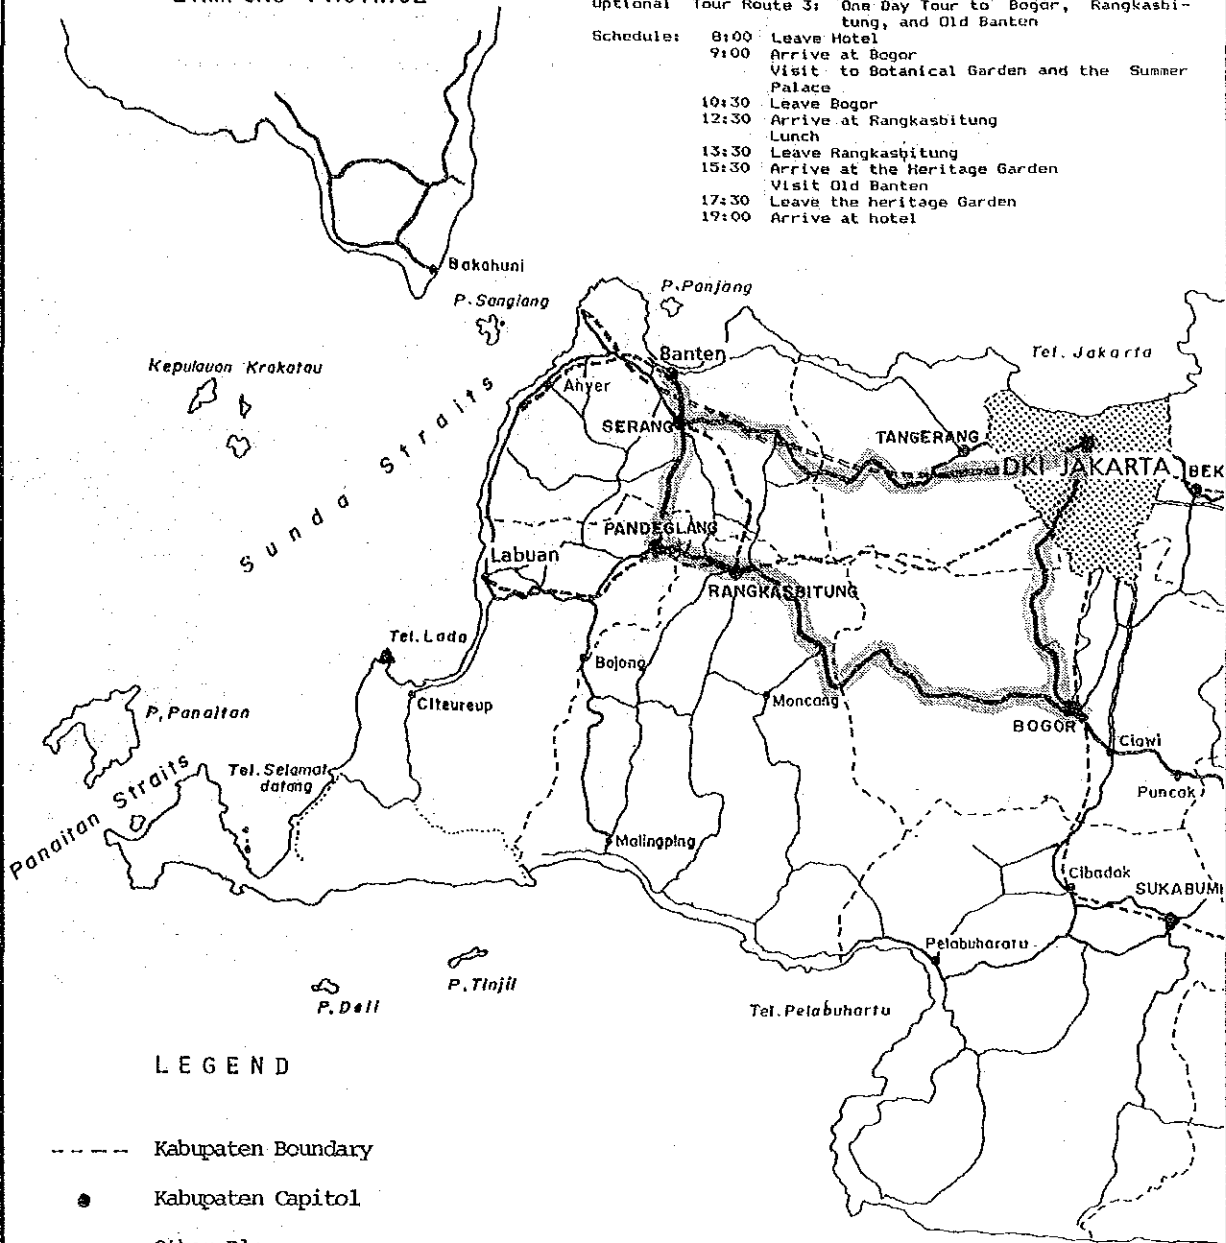 Optional Tour Route 3: One Day Tour to Bogor, Rangkasbi-
tung, and Old Banten
Schedule: 8:00 Leave Hotel
9:00 Arrive at Bogor
Visit to Botanical Garden and the Summer
Palace
10:30 Leave Bogor
12:30 Arrive at Rangkasbitung
Lunch
13:30 Leave Rangkasbitung
15:30 Arrive at the Heritage Garden
Visit Old Banten
17:30 Leave the heritage Garden
19:00 Arrive at hotel
Bakahuni
P. Sangiang
P. Panjang
Kepulauan Krakatau
Sunda Straits
Banten
Tel. Jakarta
Ahyer
SERANG
TANGERANG
DKI JAKARTA
BEK
PANDEGLANG
Labuan
RANGKASBITUNG
Tel. Lada
Bojong
Citeureup
Moncang
P. Panaitan
BOGOR
Ciawi
Tel. Selamat
datang
Panaitan Straits
Puncak
Malingping
Cibadak
SUKABUMI
Pelabuharatu
P. Tinjil
P. Deli
Tel. Pelabuhartu
LEGEND
Kabupaten Boundary
Kabupaten Capitol